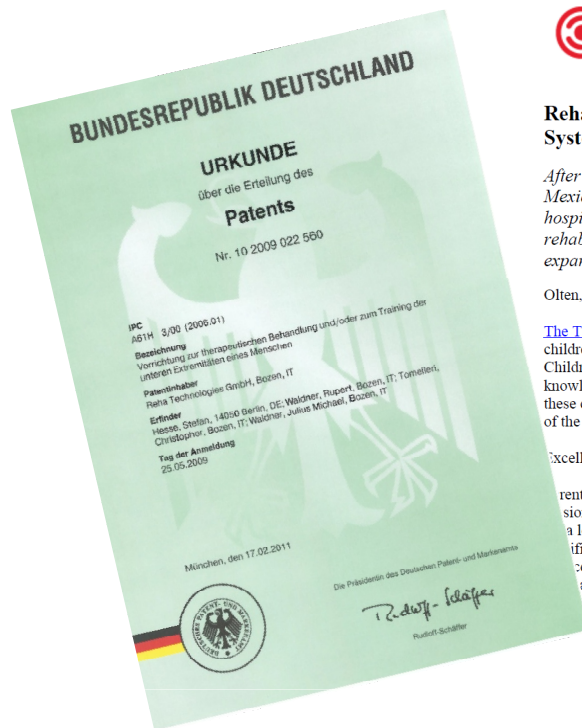 BUNDESREPUBLIK DEUTSCHLAND
URKUNDE
über die Erteilung des
Patents
Nr. 10 2009 022 560
IPC
A61H 3/00 (2006.01)
Bezeichnung
Vorrichtung zur therapeutischen Behandlung und/oder zum Training der
unteren Extremitäten eines Menschen
Patentinhaber
Reha Technologies GmbH, Bozen, IT
Erfinder
Hesse, Stefan, 14050 Berlin, DE; Waldner, Rupert, Bozen, IT; Tomelleri,
Christopher, Bozen, IT; Waldner, Julius Michael, Bozen, IT
Tag der Anmeldung
25.05.2009
München, den 17.02.2011
Die Präsidentin des Deutschen Patent- und Markenamts
Rudloff-Schäffer
Rudloff-Schäffer
DEUTSCHES PATENT- UND MARKENAMT
Reha
Syst
After
Mexic
hospi
rehab
expan
Olten,
The T
childre
Childr
knowl
these
of the